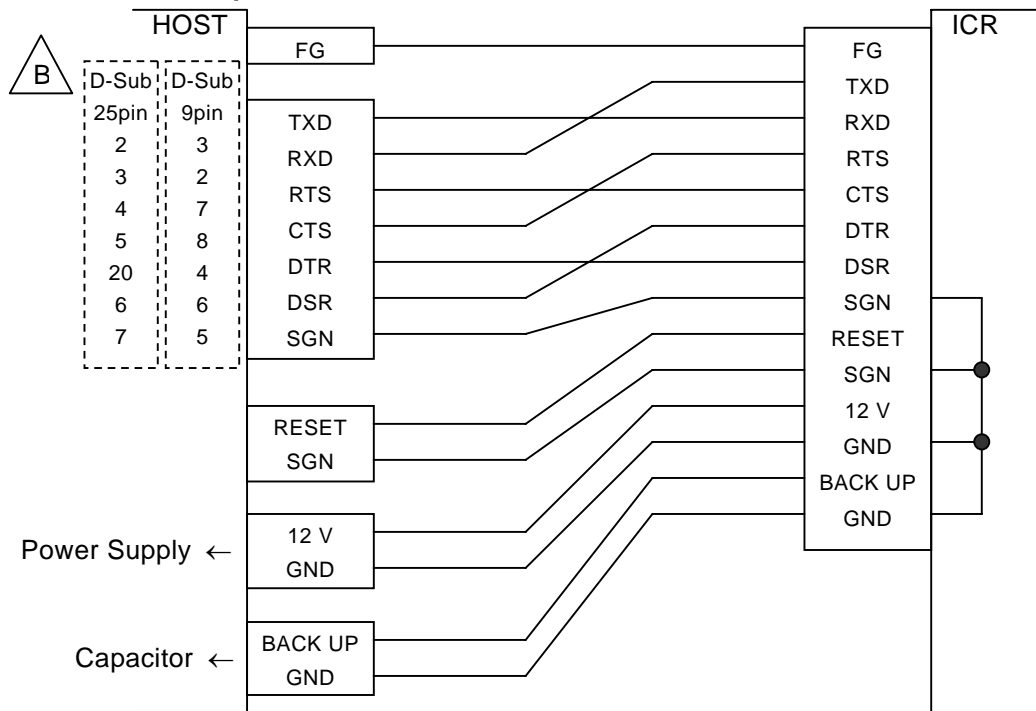 HOST
ICR
B
FG
FG
D-Sub D-Sub
25pin 9pin
2 3
3 2
4 7
5 8
20 4
6 6
7 5
TXD
RXD
RTS
CTS
DTR
DSR
SGN
RESET
SGN
Power Supply ←
12 V
GND
Capacitor ←
BACK UP
GND
TXD
RXD
RTS
CTS
DTR
DSR
SGN
RESET
SGN
12 V
GND
BACK UP
GND